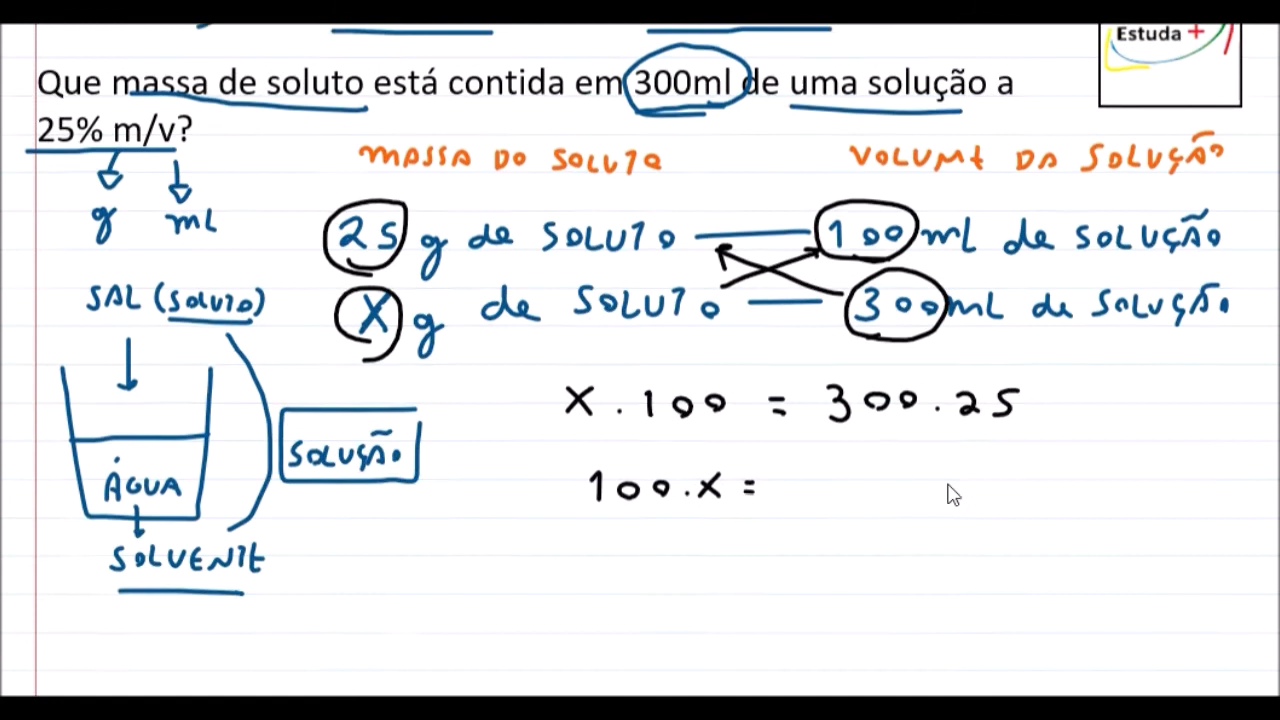 Estuda +
Que massa de soluto está contida em 300ml de uma solução a
25% m/v?
MASSA DO SOLUTO VOLUME DA SOLUÇÃO
g mL
25 g de SOLUTO 100 mL de SOLUÇÃO
X g de SOLUTO 300 mL de SOLUÇÃO
SAL (SOLUTO)
X . 100 = 300 . 25
SOLUÇÃO
ÁGUA
100 . X =
SOLVENTE